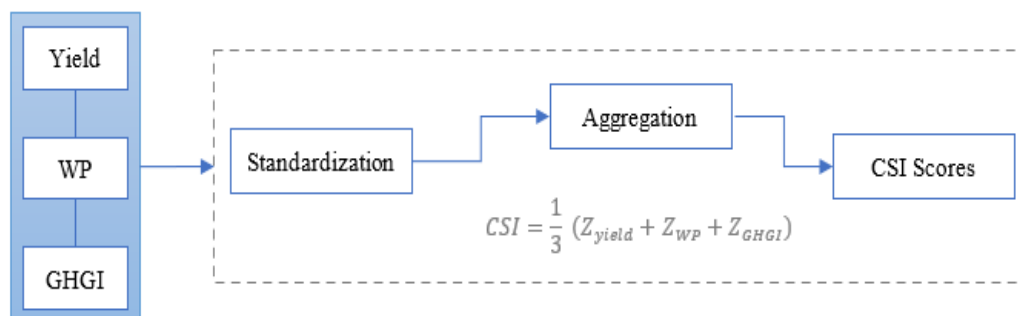 Yield
WP
GHGI
Standardization
Aggregation
CSI Scores
CSI = 1/3 (Z_yield + Z_WP + Z_GHGI)